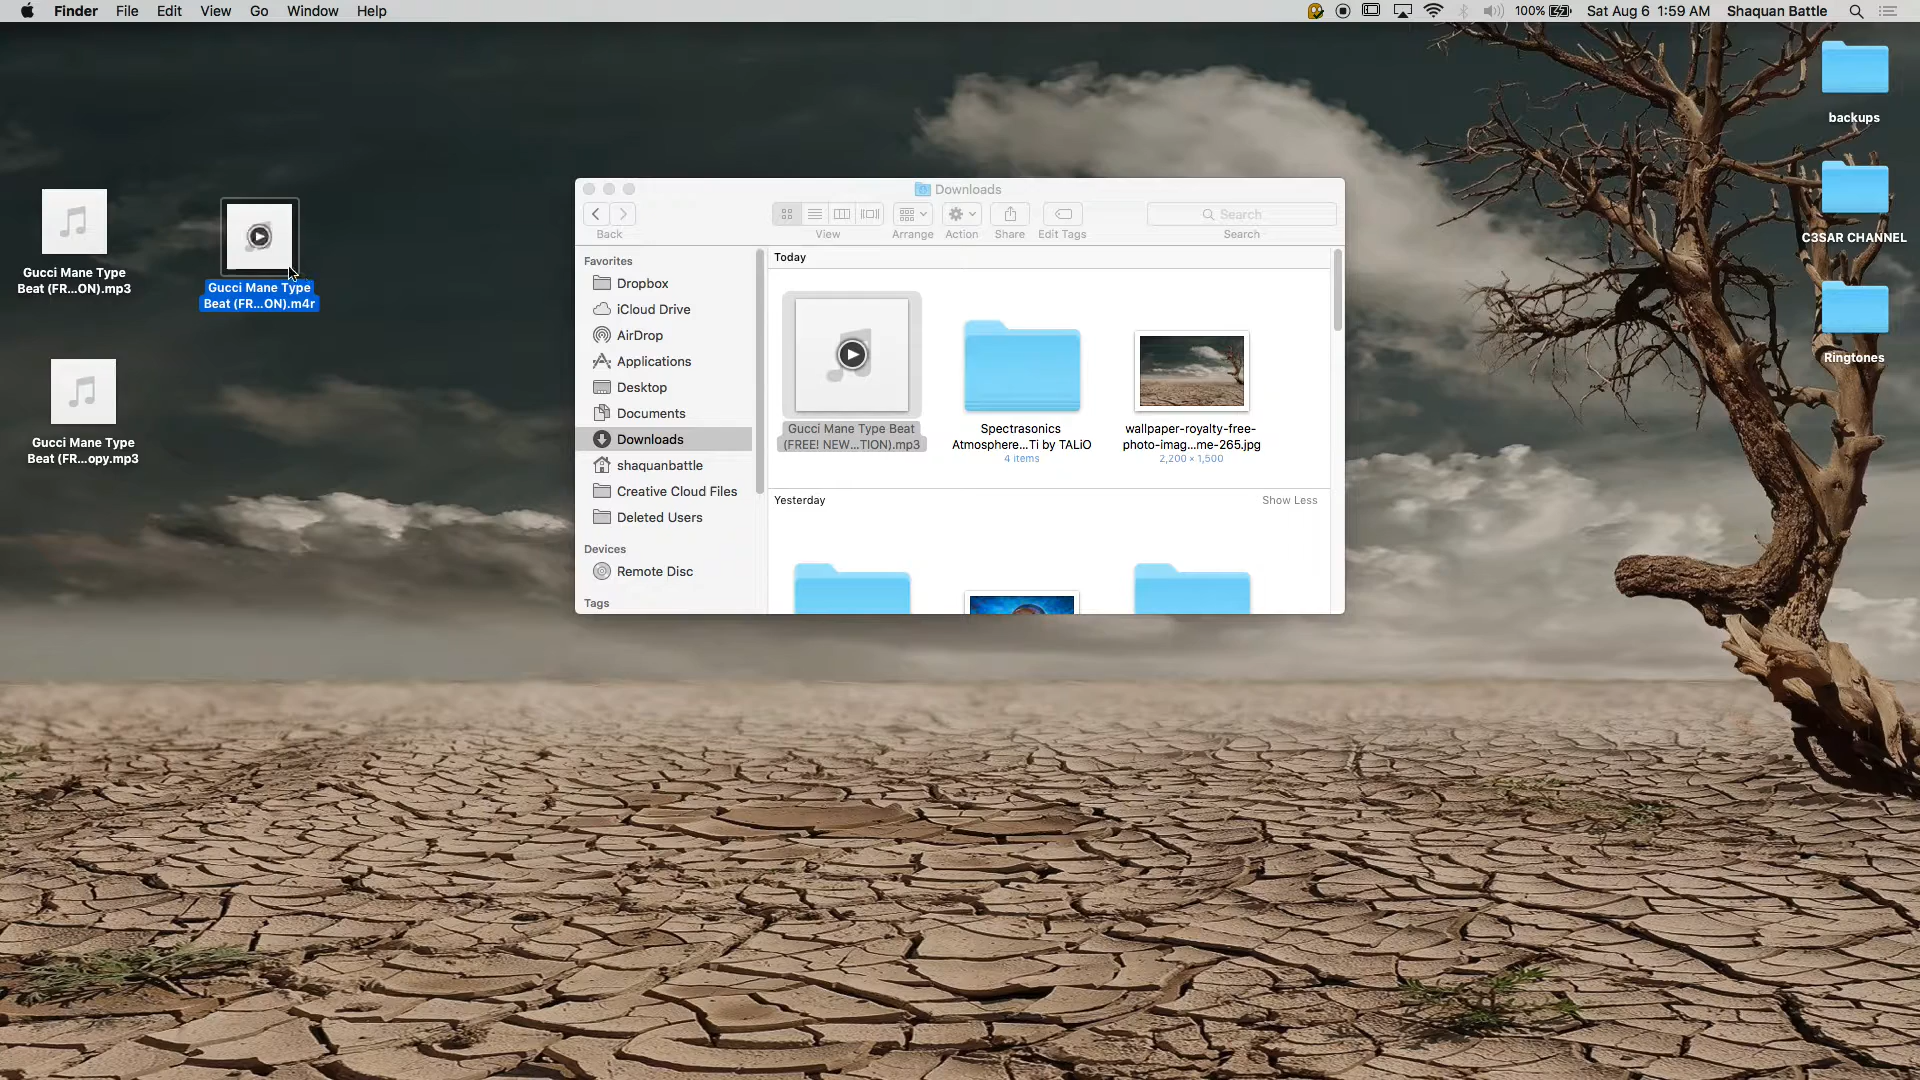 Finder File Edit View Go Window Help
100% Sat Aug 6 1:59 AM Shaquan Battle
backups
C3SAR CHANNEL
Ringtones
Gucci Mane Type
Beat (FR...ON).mp3
Gucci Mane Type
Beat (FR...ON).m4r
Gucci Mane Type
Beat (FR...opy.mp3
Downloads
Search
Back View Arrange Action Share Edit Tags Search
Favorites
Dropbox
iCloud Drive
AirDrop
Applications
Desktop
Documents
Downloads
shaquanbattle
Creative Cloud Files
Deleted Users
Devices
Remote Disc
Tags
Today
Gucci Mane Type Beat
(FREE! NEW...TION).mp3
Spectrasonics
Atmosphere...Ti by TALiO
4 items
wallpaper-royalty-free-
photo-imag...me-265.jpg
2,200 × 1,500
Yesterday
Show Less